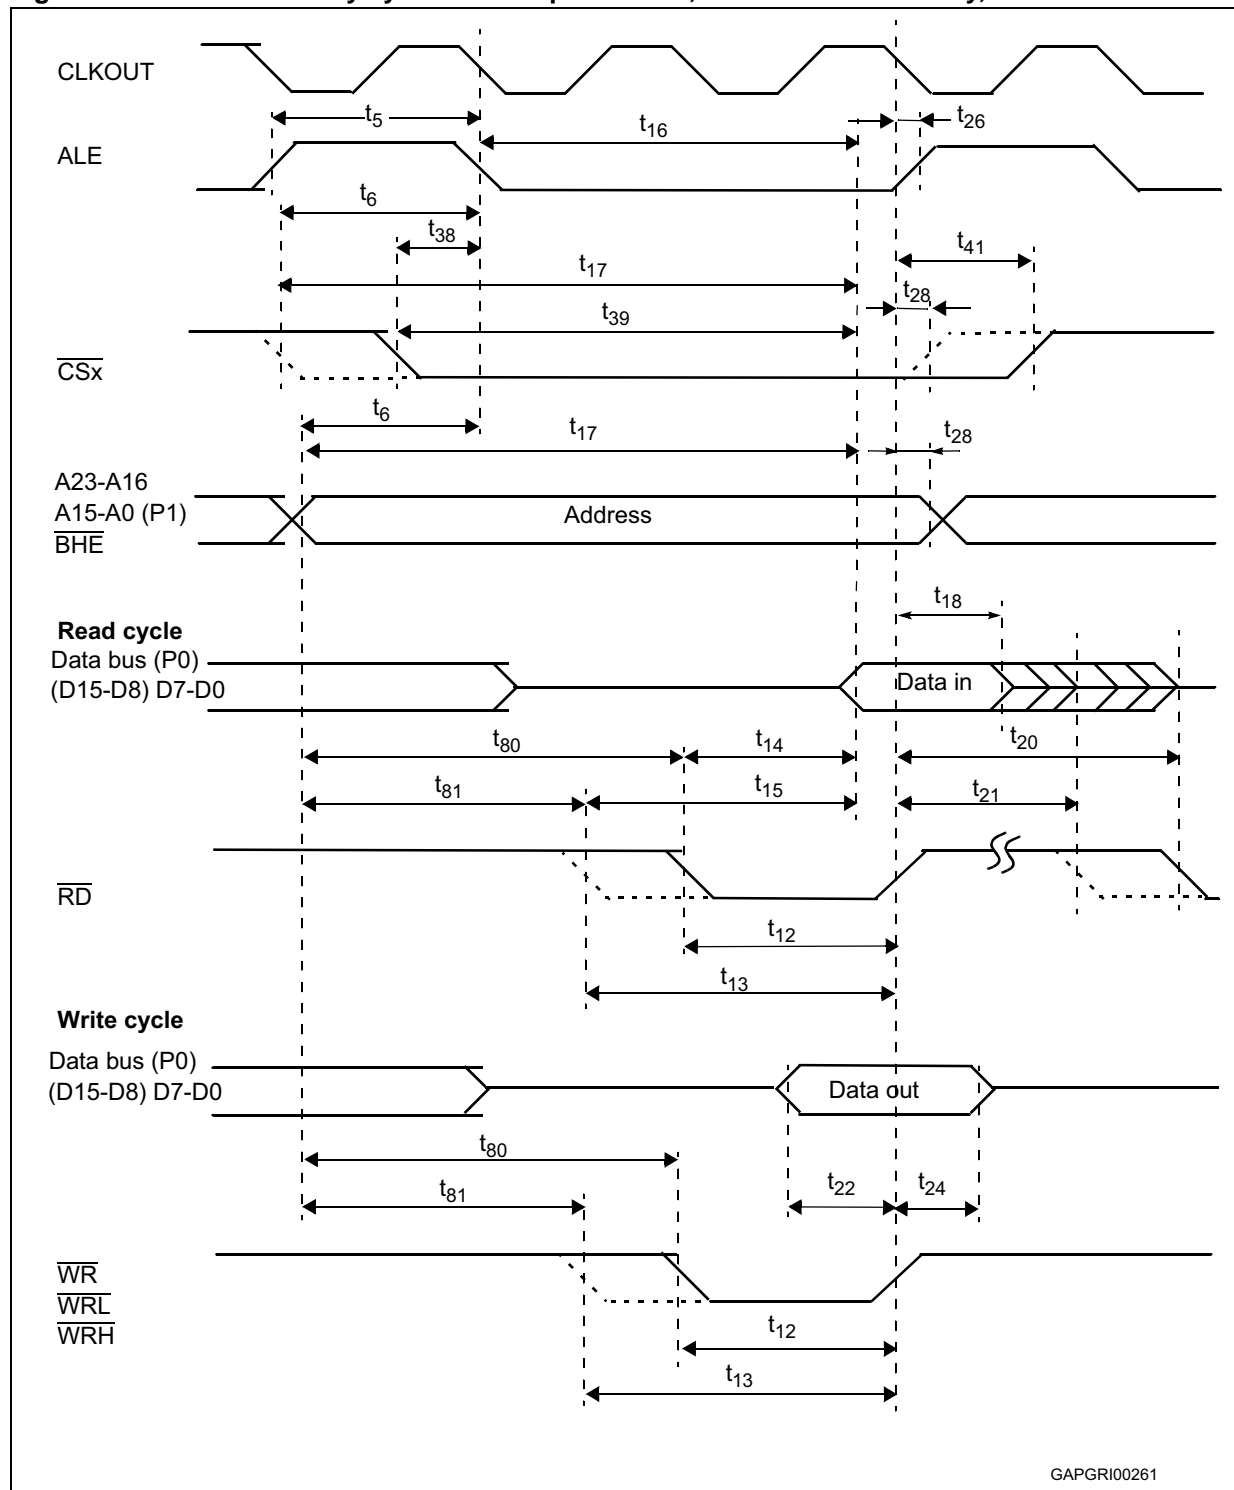 CLKOUT
t5
t16
t26
ALE
t6
t38
t41
t17
t28
t39
CSx
t6
t17
t28
A23-A16
A15-A0 (P1)
Address
BHE
t18
Read cycle
Data bus (P0)
(D15-D8) D7-D0
Data in
t80
t14
t20
t81
t15
t21
RD
t12
t13
Write cycle
Data bus (P0)
(D15-D8) D7-D0
Data out
t80
t81
t22
t24
WR
WRL
WRH
t12
t13
GAPGRI00261